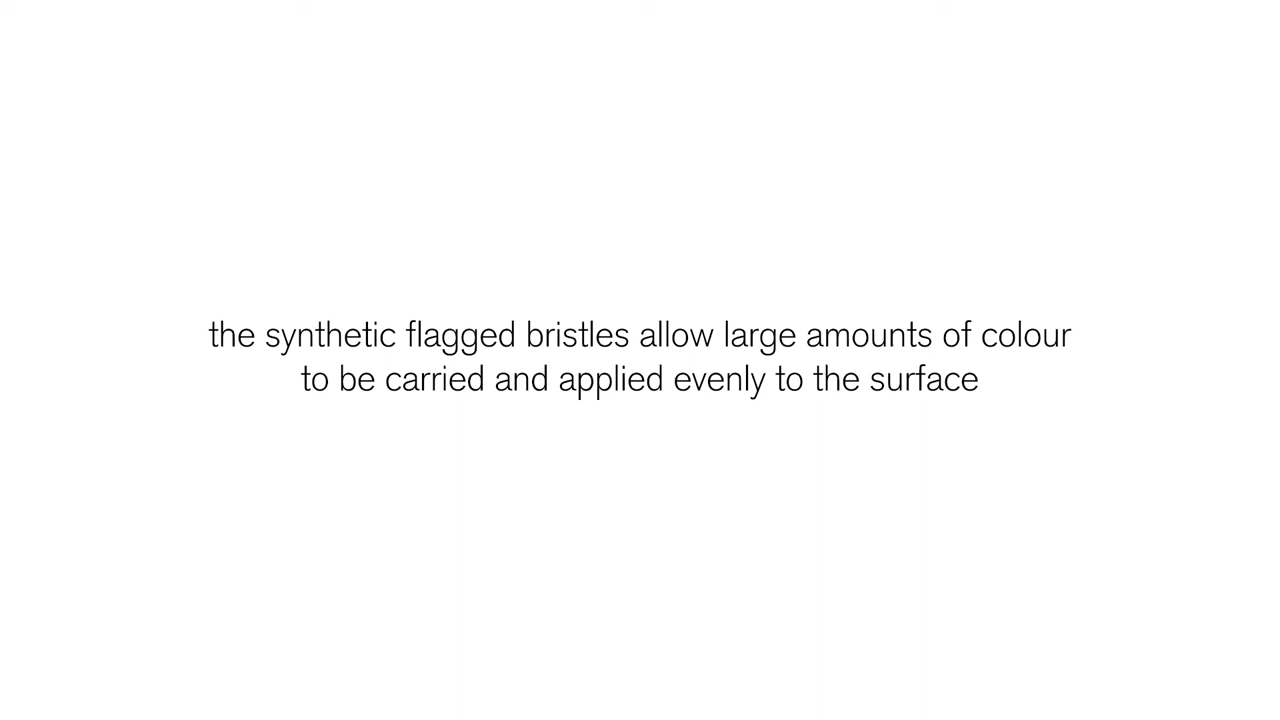 the synthetic flagged bristles allow large amounts of colour
to be carried and applied evenly to the surface